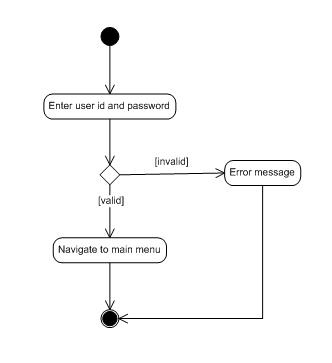 Enter user id and password
[invalid]
Error message
[valid]
Navigate to main menu